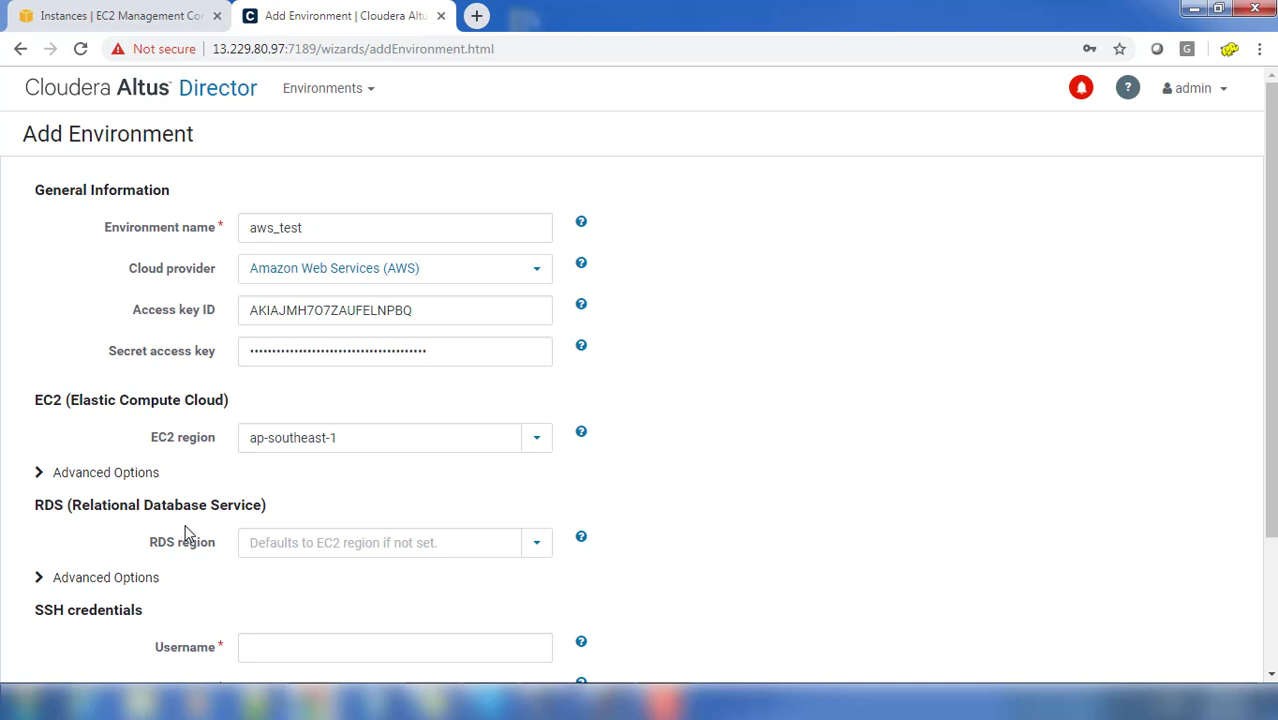 Instances | EC2 Management Con
Add Environment | Cloudera Altu
Not secure
13.229.80.97:7189/wizards/addEnvironment.html
Cloudera Altus Director
Environments
admin
Add Environment
General Information
Environment name *
aws_test
Cloud provider
Amazon Web Services (AWS)
Access key ID
AKIAJMH7O7ZAUFELNPBQ
Secret access key
EC2 (Elastic Compute Cloud)
EC2 region
ap-southeast-1
Advanced Options
RDS (Relational Database Service)
RDS region
Defaults to EC2 region if not set.
Advanced Options
SSH credentials
Username *